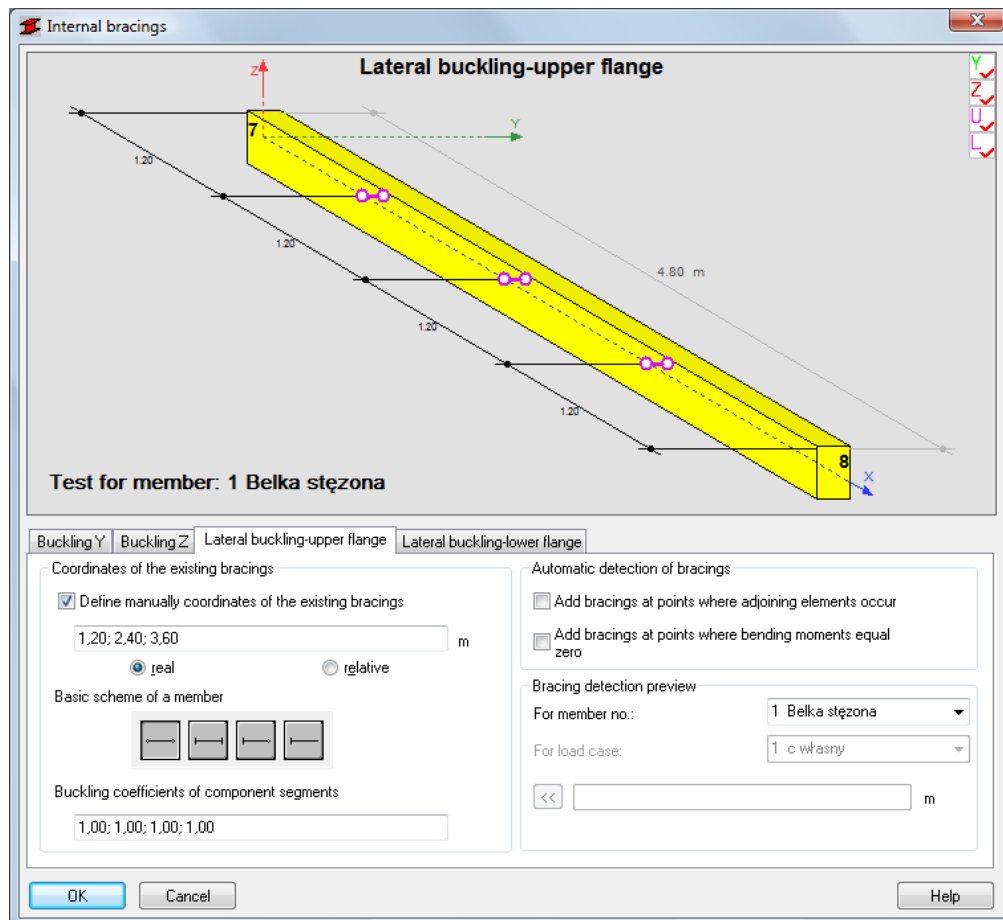 Internal bracings
Lateral buckling-upper flange
Z
Y
Y
Z
U
L
7
1.20
1.20
4.80 m
1.20
1.20
8
X
Test for member: 1 Belka stęzona
Buckling Y
Buckling Z
Lateral buckling-upper flange
Lateral buckling-lower flange
Coordinates of the existing bracings
Define manually coordinates of the existing bracings
1,20; 2,40; 3,60
m
real
relative
Basic scheme of a member
Buckling coefficients of component segments
1,00; 1,00; 1,00; 1,00
Automatic detection of bracings
Add bracings at points where adjoining elements occur
Add bracings at points where bending moments equal
zero
Bracing detection preview
For member no.:
1 Belka stęzona
For load case:
1 c własny
<<
m
OK
Cancel
Help